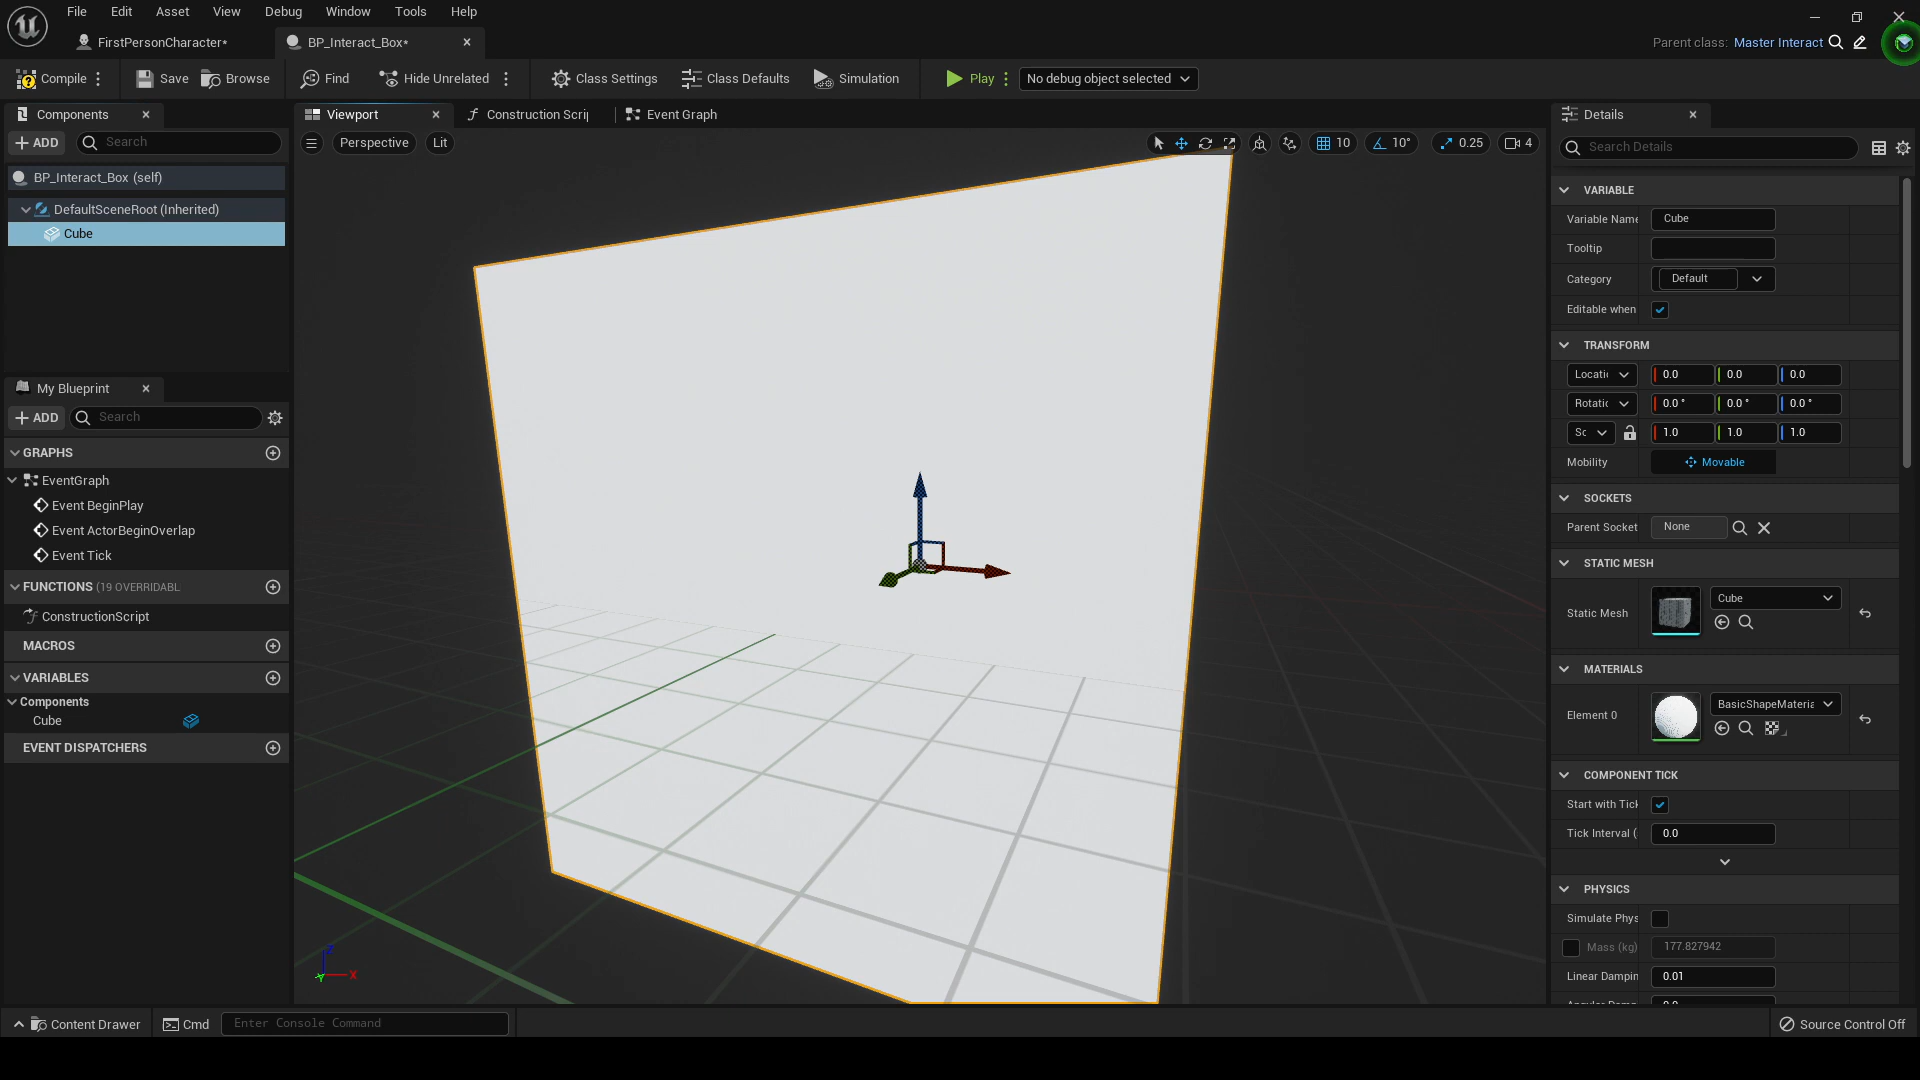 File Edit Asset View Debug Window Tools Help
FirstPersonCharacter*
BP_Interact_Box*
Parent class: Master Interact
Compile
Save
Browse
Find
Hide Unrelated
Class Settings
Class Defaults
Simulation
Play
No debug object selected
Components
ADD
Search
BP_Interact_Box (self)
DefaultSceneRoot (Inherited)
Cube
My Blueprint
ADD
Search
GRAPHS
EventGraph
Event BeginPlay
Event ActorBeginOverlap
Event Tick
FUNCTIONS (19 OVERRIDABL
ConstructionScript
MACROS
VARIABLES
Components
Cube
EVENT DISPATCHERS
Viewport
Construction Scrip
Event Graph
Perspective
Lit
10
10°
0.25
4
Z
X
Y
Details
Search Details
VARIABLE
Variable Name
Cube
Tooltip
Category
Default
Editable when
TRANSFORM
Locati
0.0
0.0
0.0
Rotatic
0.0 °
0.0 °
0.0 °
Sc
1.0
1.0
1.0
Mobility
Movable
SOCKETS
Parent Socket
None
STATIC MESH
Static Mesh
Cube
MATERIALS
Element 0
BasicShapeMateria
COMPONENT TICK
Start with Tick
Tick Interval (
0.0
PHYSICS
Simulate Phys
Mass (kg)
177.827942
Linear Dampin
0.01
Content Drawer
Cmd
Enter Console Command
Source Control Off